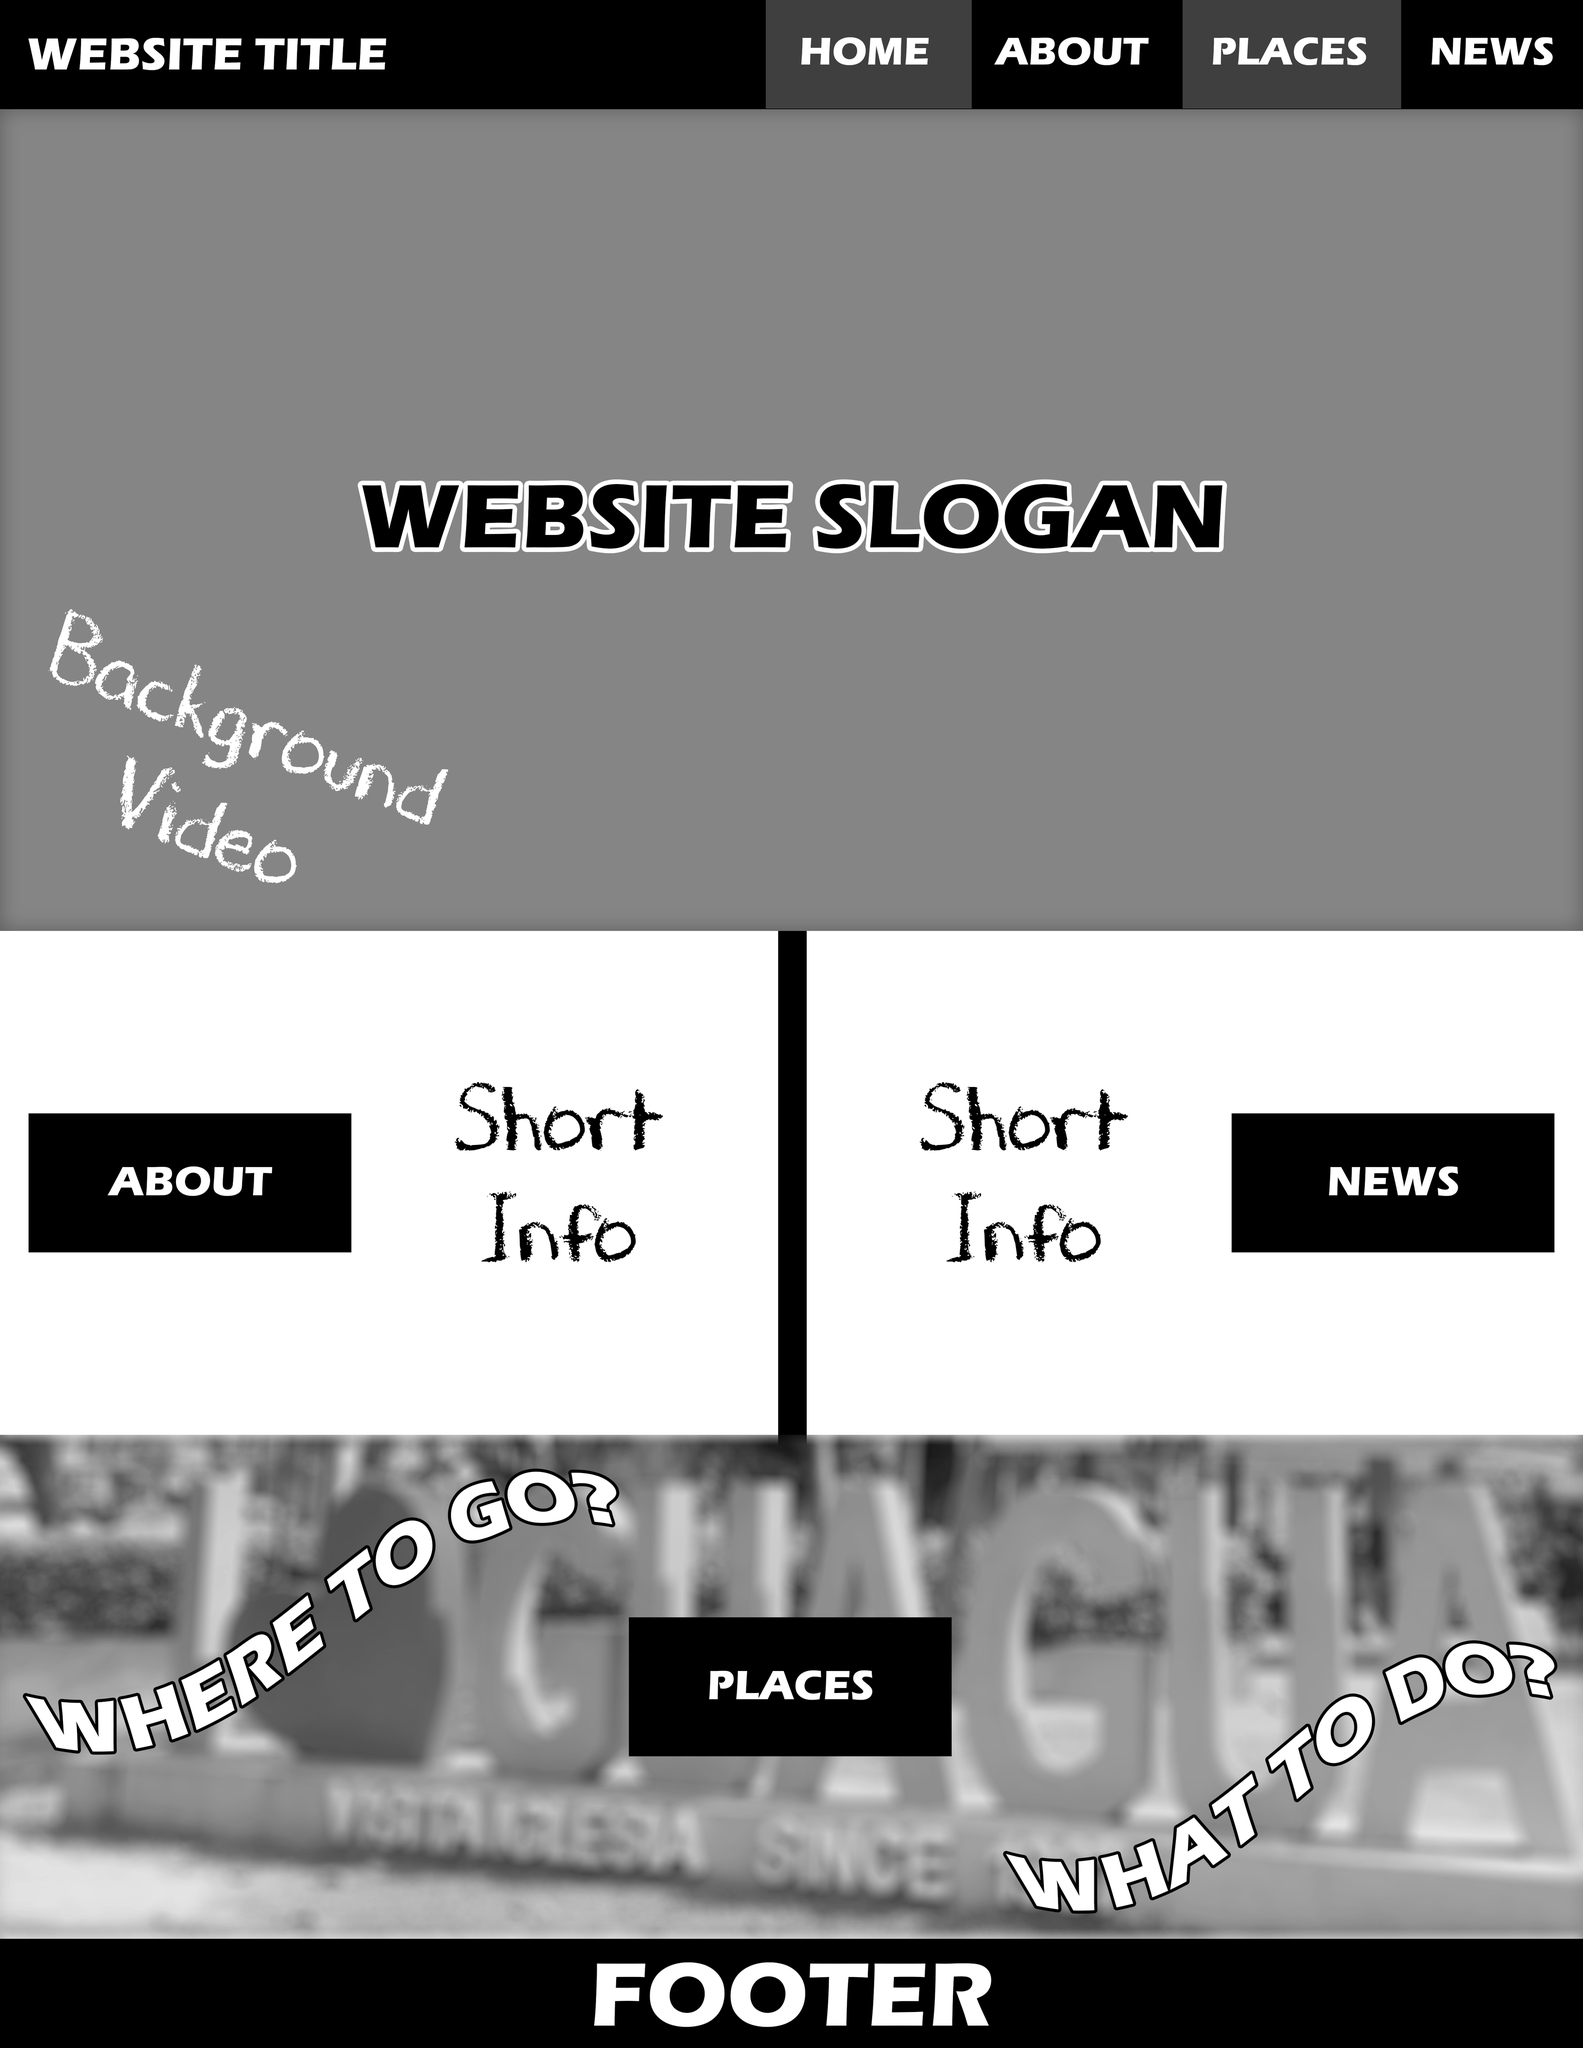 WEBSITE TITLE
HOME
ABOUT
PLACES
NEWS
WEBSITE SLOGAN
Background
Video
ABOUT
Short
Info
Short
Info
NEWS
WHERE TO GO?
I GUAGUA
PLACES
WHAT TO DO?
VISITA IGLESIA SINCE
FOOTER